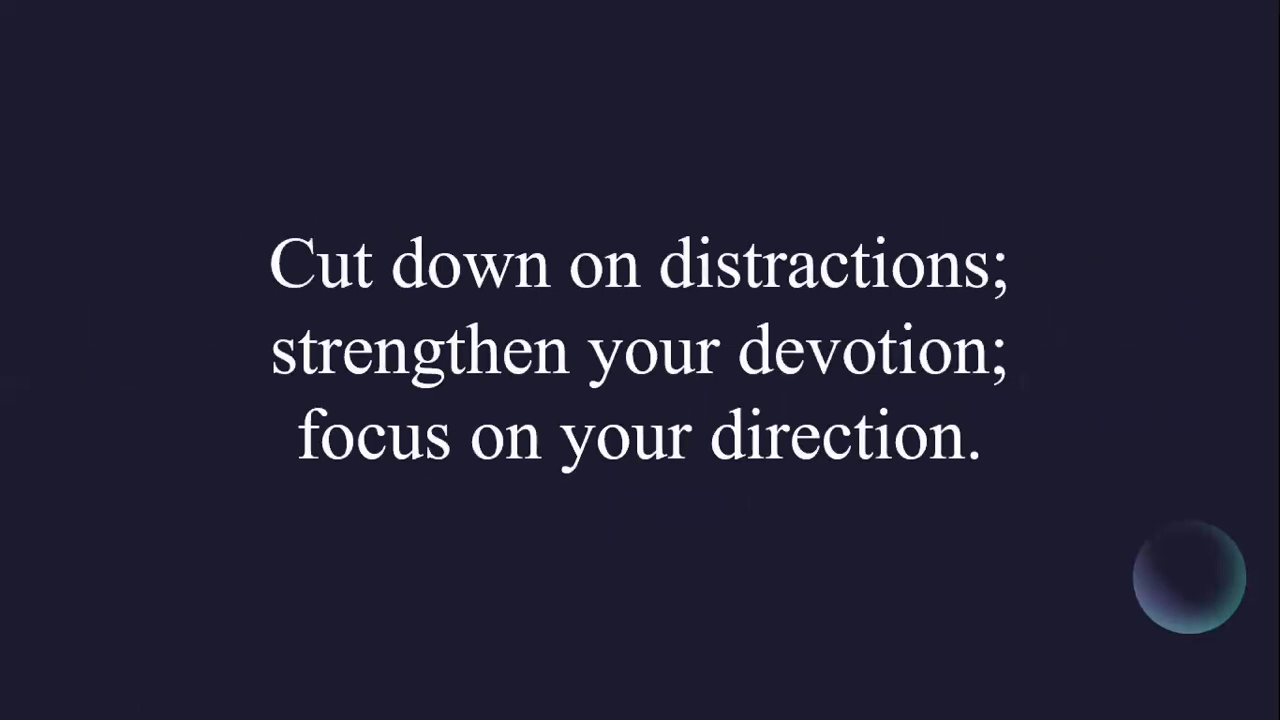 Cut down on distractions;
strengthen your devotion;
focus on your direction.